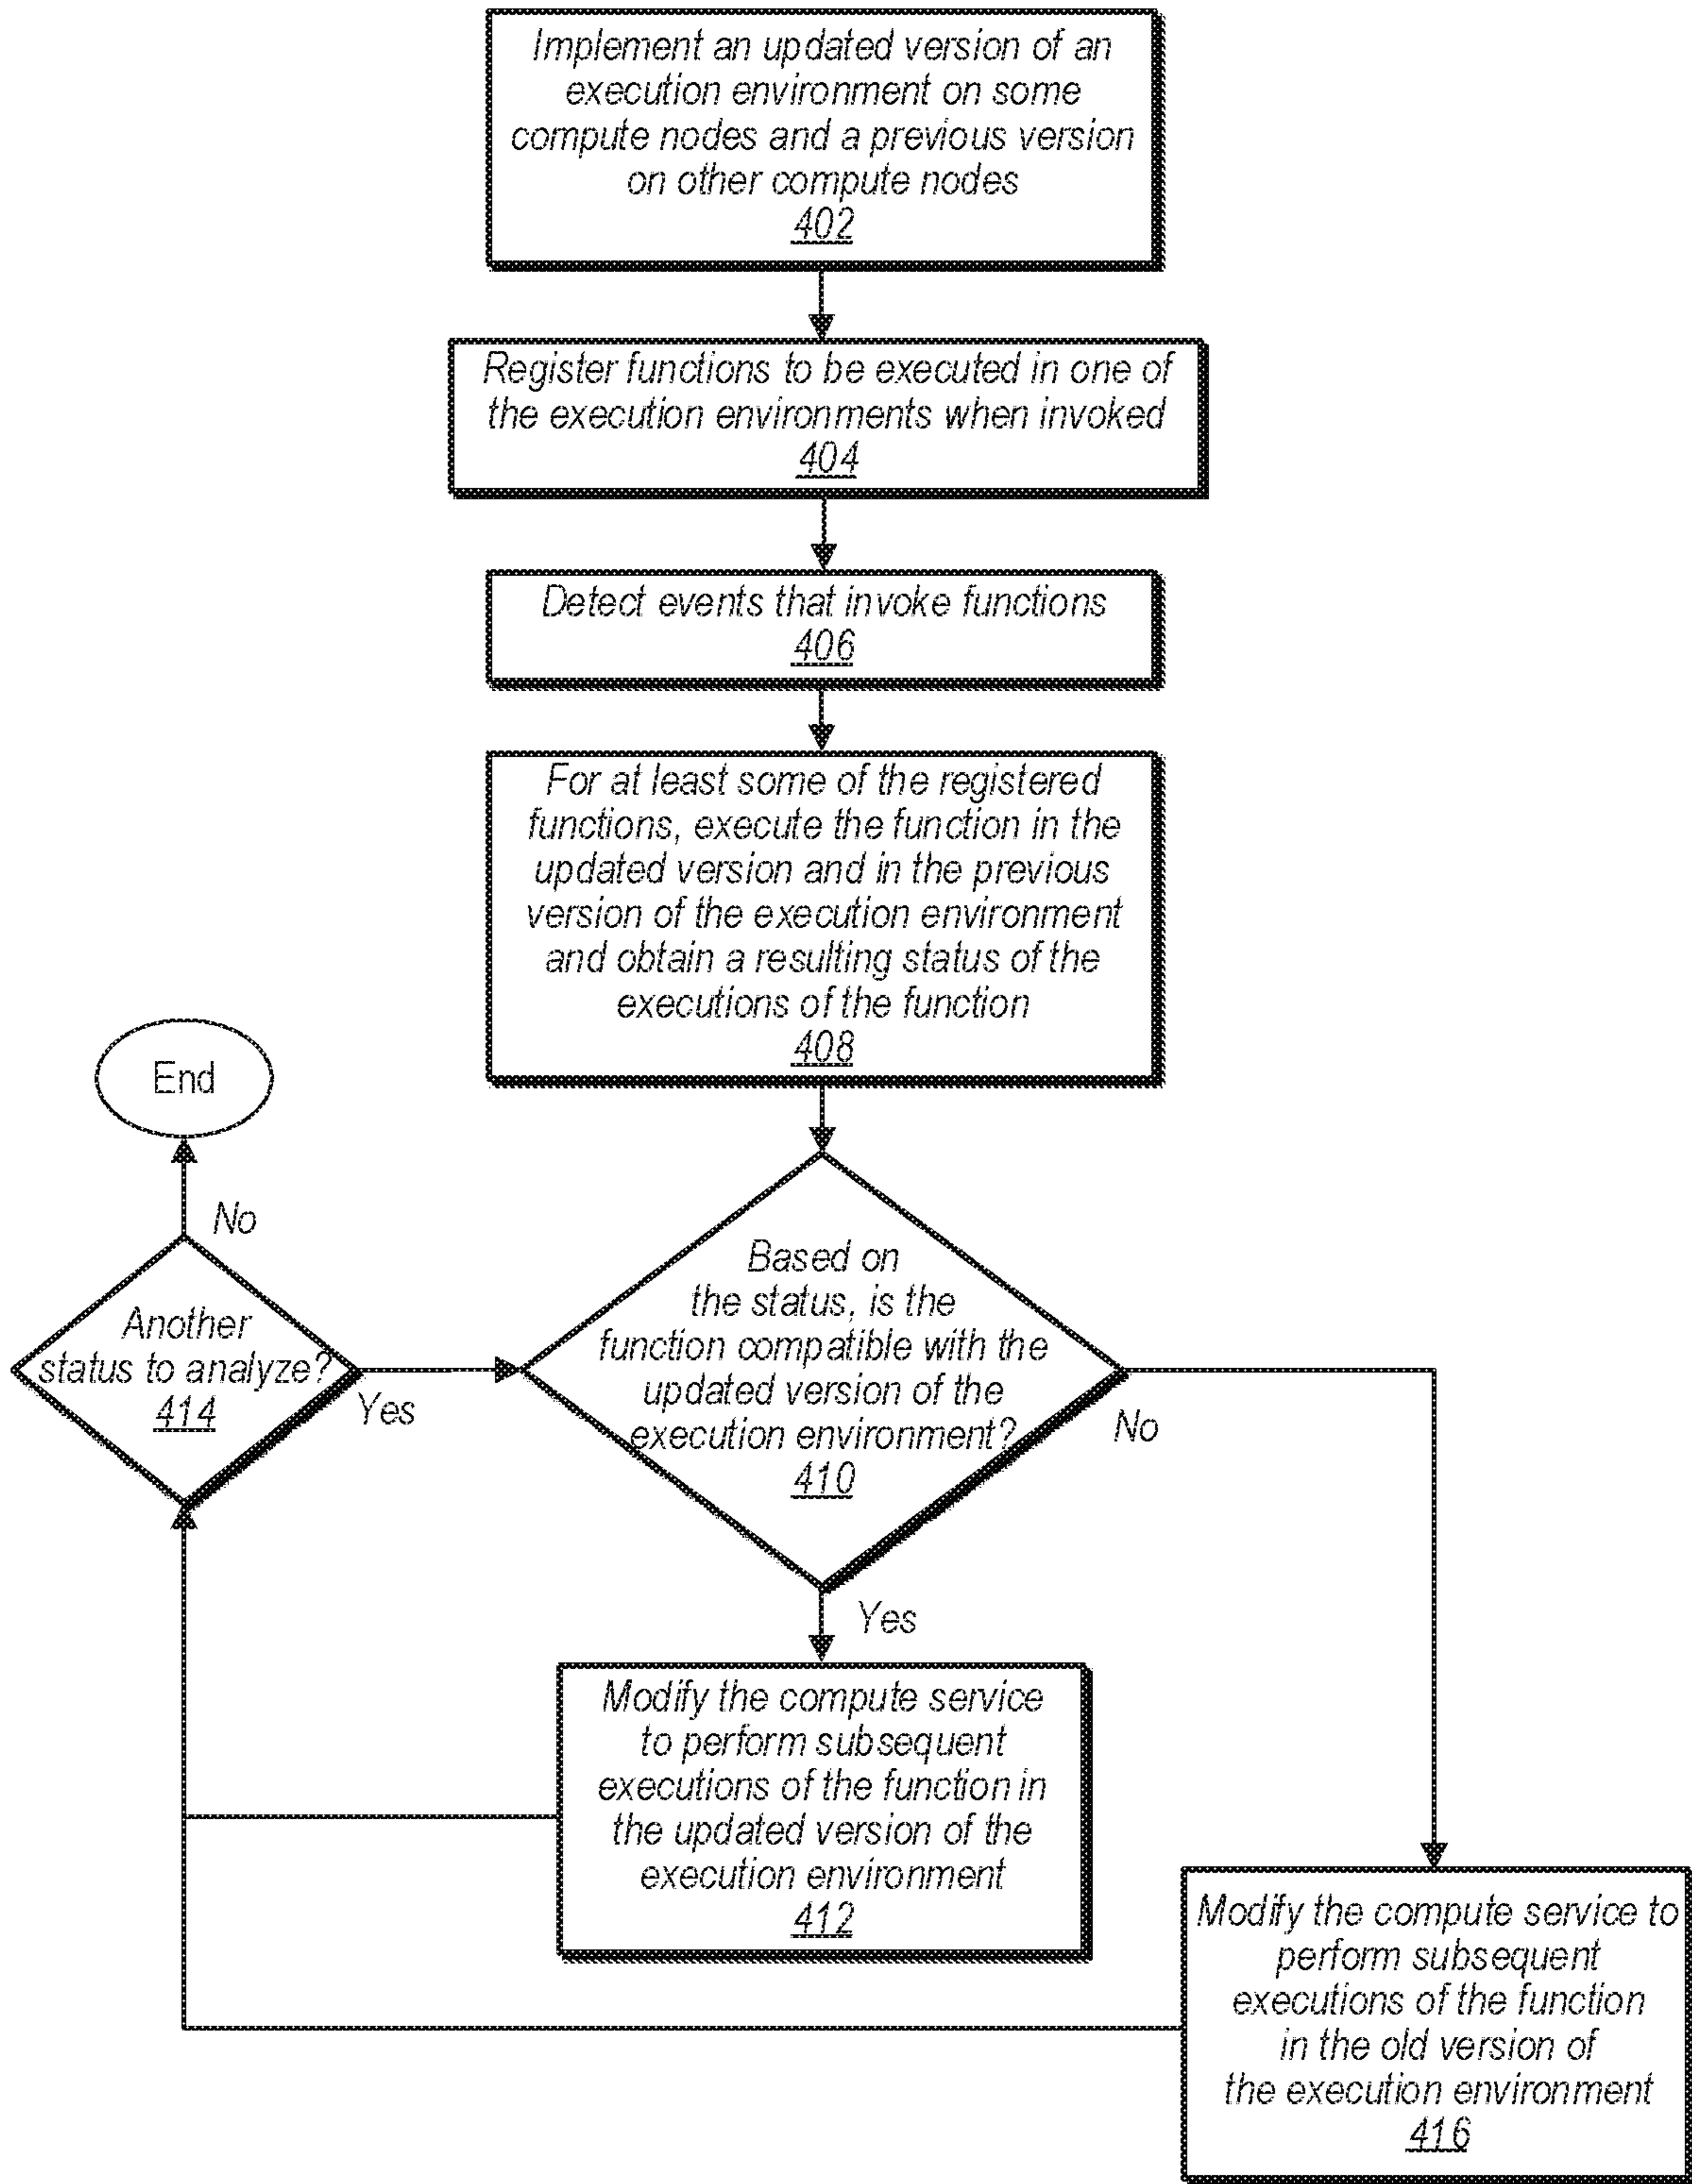 Implement an updated version of an
execution environment on some
compute nodes and a previous version
on other compute nodes
402
Register functions to be executed in one of
the execution environments when invoked
404
Detect events that invoke functions
406
For at least some of the registered
functions, execute the function in the
updated version and in the previous
version of the execution environment
and obtain a resulting status of the
executions of the function
408
End
No
Another
status to analyze?
414
Yes
Based on
the status, is the
function compatible with the
updated version of the
execution environment?
410
No
Yes
Modify the compute service
to perform subsequent
executions of the function in
the updated version of the
execution environment
412
Modify the compute service to
perform subsequent
executions of the function
in the old version of
the execution environment
416